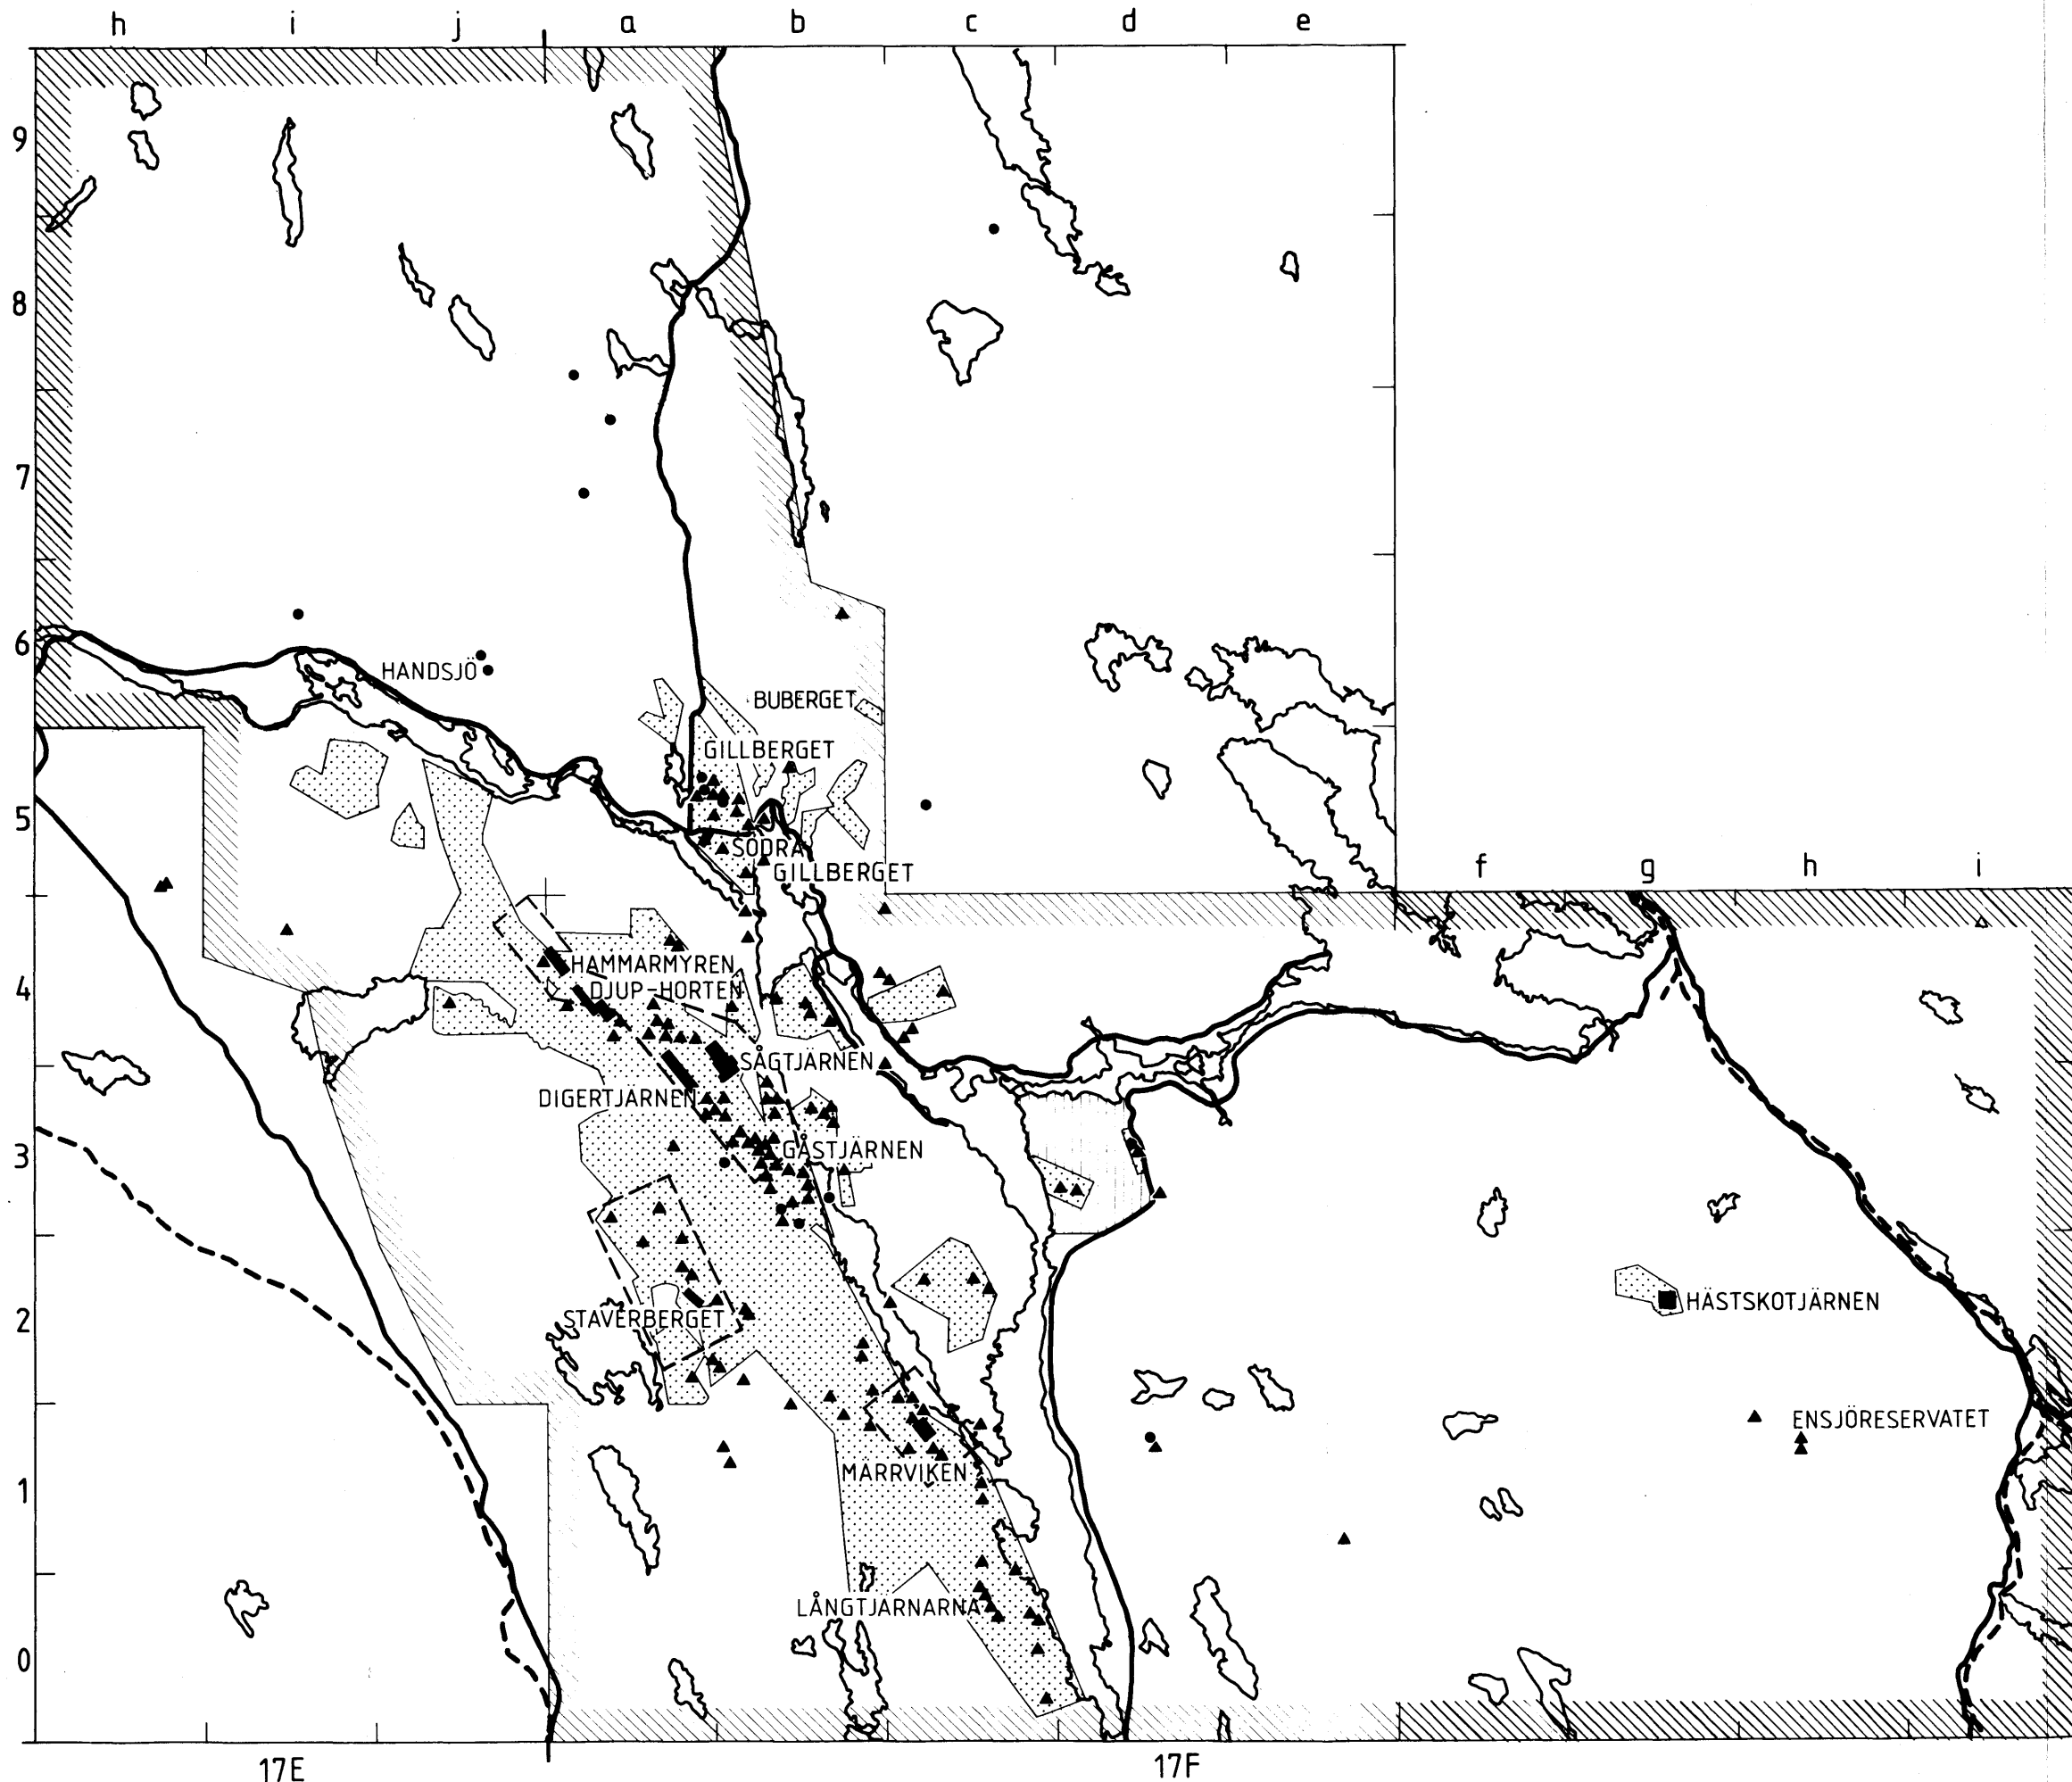 h i j a b c d e
9
8
7
6
HANDSJÖ
BUBERGET
GILLBERGET
5
SÖDRA
GILLBERGET
f g h i
HAMMARMYREN
DJUP-HORTEN
4
SÅGTJÄRNEN
DIGERTJÄRNEN
GÅSTJÄRNEN
3
HÄSTSKOTJÄRNEN
STAVERBERGET
2
ENSJÖRESERVATET
MARRVIKEN
1
LÅNGTJÄRNARNA
0
17E 17F